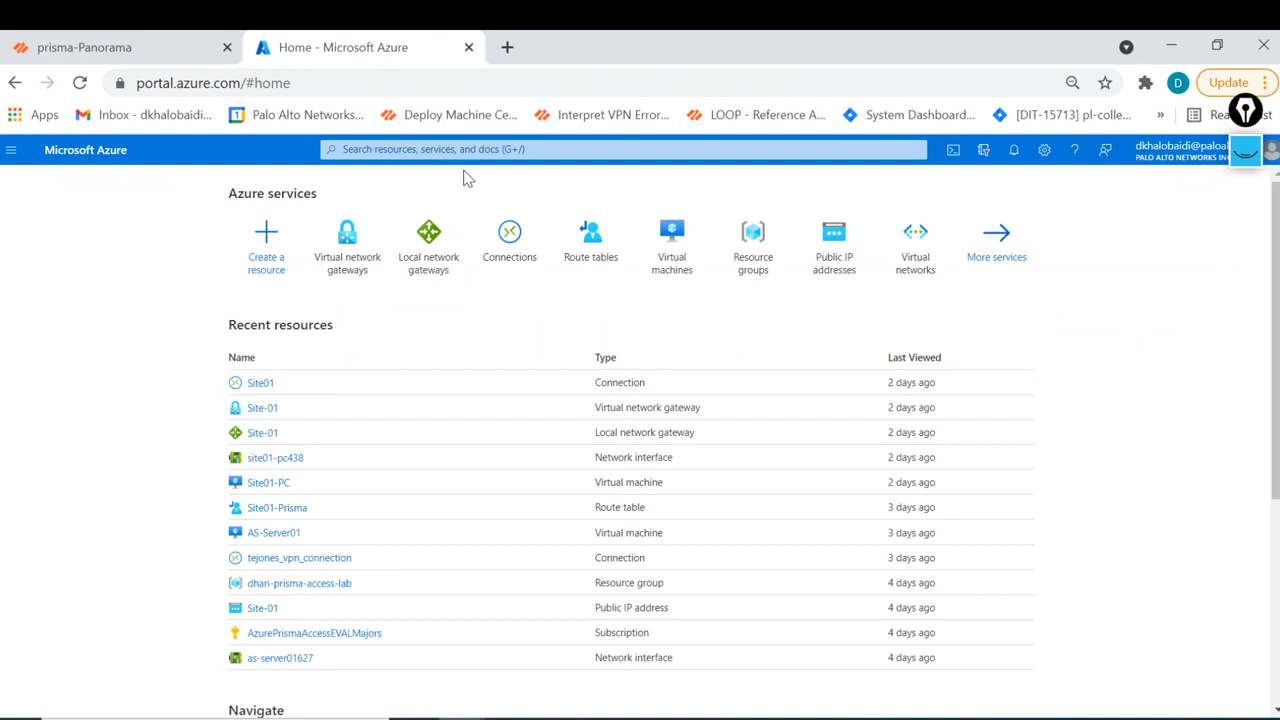 prisma-Panorama
Home - Microsoft Azure
portal.azure.com/#home
D
Update
Apps
Inbox - dkhalobaidi...
Palo Alto Networks...
Deploy Machine Ce...
Interpret VPN Error...
LOOP - Reference A...
System Dashboard...
[DIT-15713] pl-colle...
»
Microsoft Azure
Search resources, services, and docs (G+/)
dkhalobaidi@paloal
PALO ALTO NETWORKS IN
Azure services
Create a
resource
Virtual network
gateways
Local network
gateways
Connections
Route tables
Virtual
machines
Resource
groups
Public IP
addresses
Virtual
networks
More services
Recent resources
Name Type Last Viewed
Site01 Connection 2 days ago
Site-01 Virtual network gateway 2 days ago
Site-01 Local network gateway 2 days ago
site01-pc438 Network interface 2 days ago
Site01-PC Virtual machine 2 days ago
Site01-Prisma Route table 3 days ago
AS-Server01 Virtual machine 3 days ago
tejones_vpn_connection Connection 3 days ago
dhari-prisma-access-lab Resource group 4 days ago
Site-01 Public IP address 4 days ago
AzurePrismaAccessEVALMajors Subscription 4 days ago
as-server01627 Network interface 4 days ago
Navigate